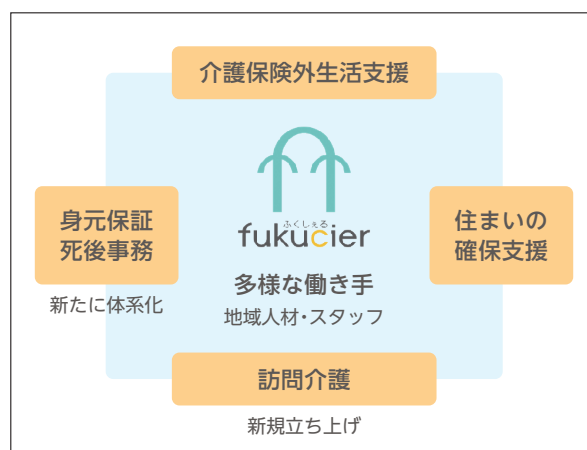 介護保険外生活支援
身元保証
死後事務
新たに体系化
ふくしぇる
fukucier
多様な働き手
地域人材・スタッフ
住まいの
確保支援
訪問介護
新規立ち上げ